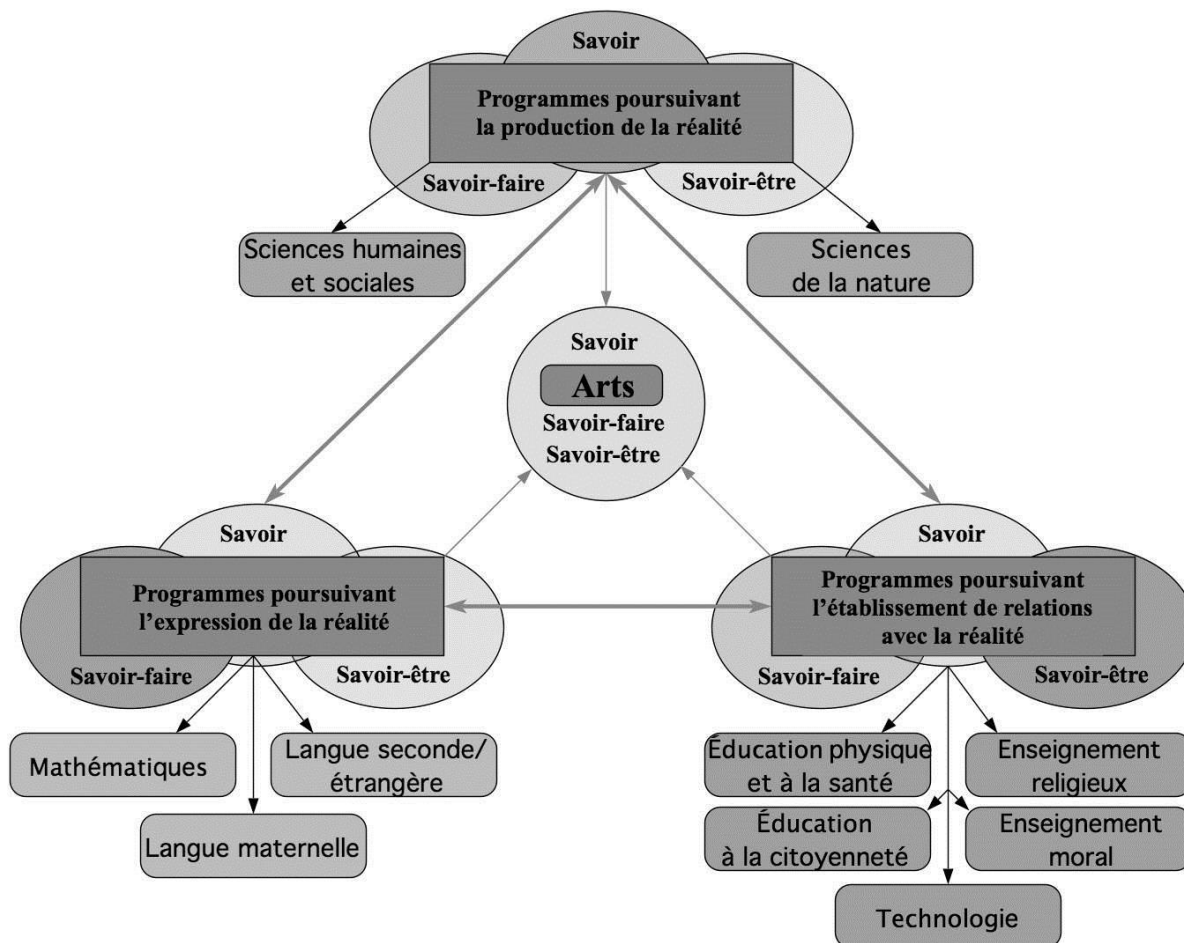 Savoir
Programmes poursuivant
la production de la réalité
Savoir-faire
Savoir-être
Sciences humaines
et sociales
Sciences
de la nature
Savoir
Arts
Savoir-faire
Savoir-être
Savoir
Programmes poursuivant
l'expression de la réalité
Savoir-faire
Savoir-être
Mathématiques
Langue seconde/
étrangère
Langue maternelle
Savoir
Programmes poursuivant
l'établissement de relations
avec la réalité
Savoir-faire
Savoir-être
Éducation physique
et à la santé
Enseignement
religieux
Éducation
à la citoyenneté
Enseignement
moral
Technologie